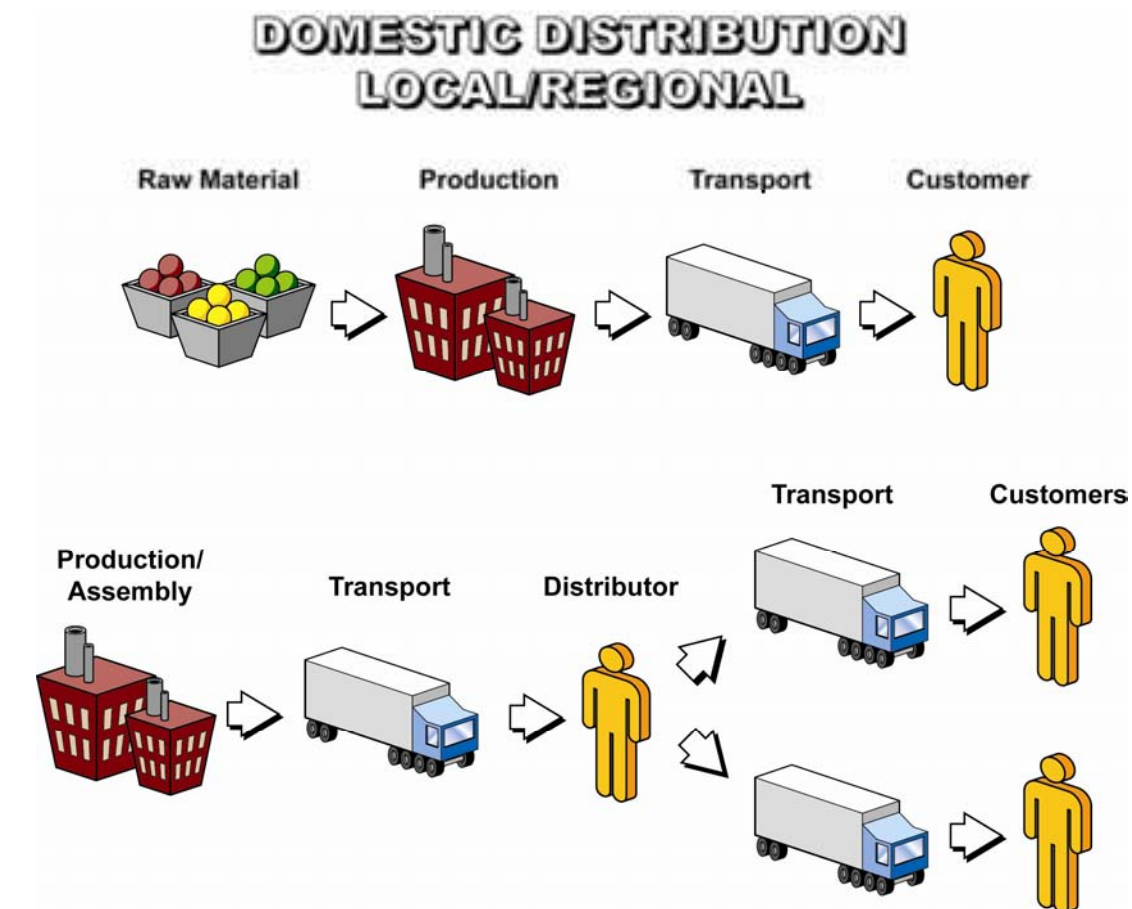 DOMESTIC DISTRIBUTION
LOCAL/REGIONAL
Raw Material
Production
Transport
Customer
Transport
Customers
Production/
Assembly
Transport
Distributor